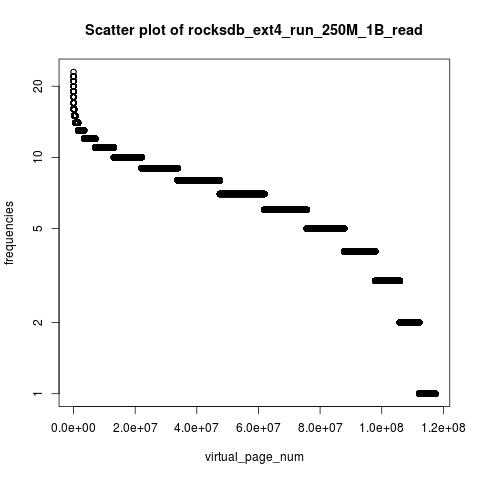 Scatter plot of rocksdb_ext4_run_250M_1B_read
frequencies
20
10
5
2
1
0.0e+00 2.0e+07 4.0e+07 6.0e+07 8.0e+07 1.0e+08 1.2e+08
virtual_page_num